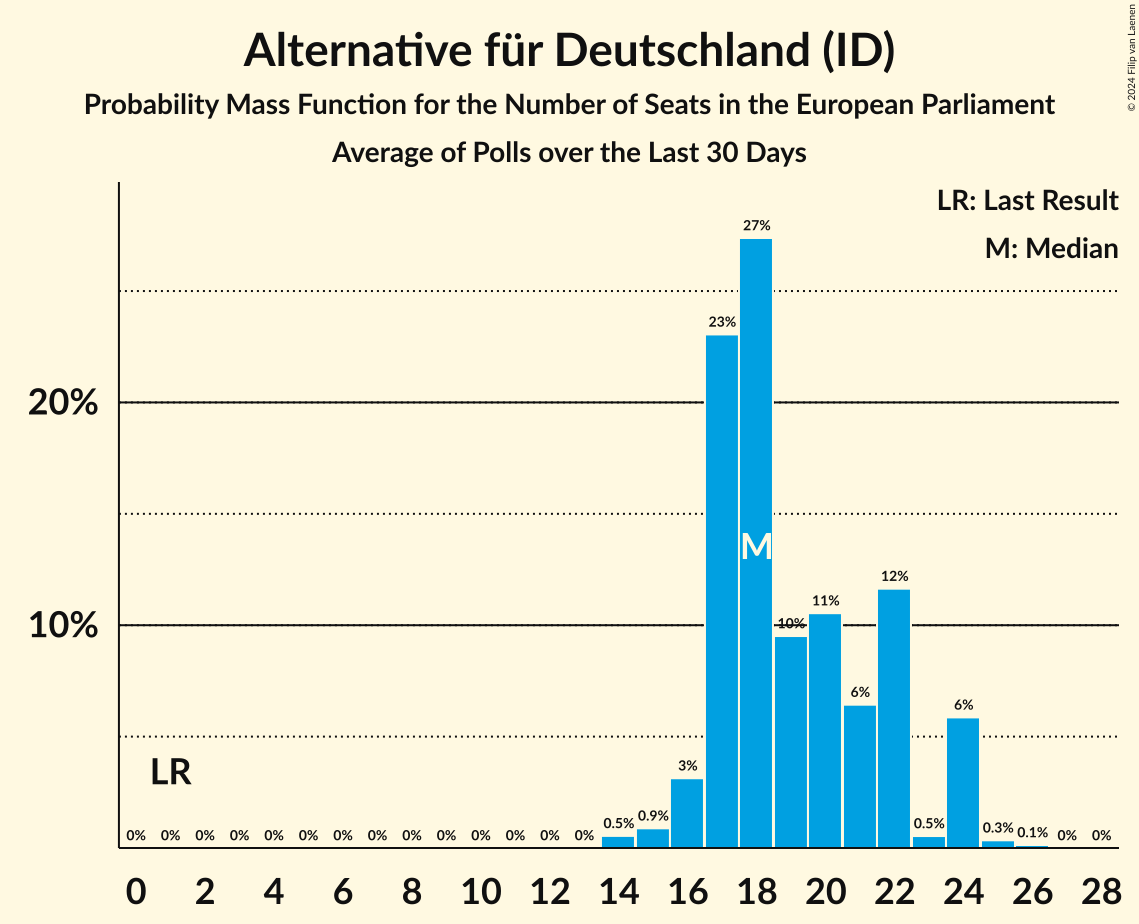 Alternative für Deutschland (ID)
Probability Mass Function for the Number of Seats in the European Parliament
Average of Polls over the Last 30 Days
© 2024 Filip van Laenen
LR: Last Result
M: Median
27%
23%
20%
M
12%
11%
10%
10%
6%
6%
LR
3%
0% 0% 0% 0% 0% 0% 0% 0% 0% 0% 0% 0% 0% 0% 0.5% 0.9% 0.5% 0.3% 0.1% 0% 0%
0 2 4 6 8 10 12 14 16 18 20 22 24 26 28